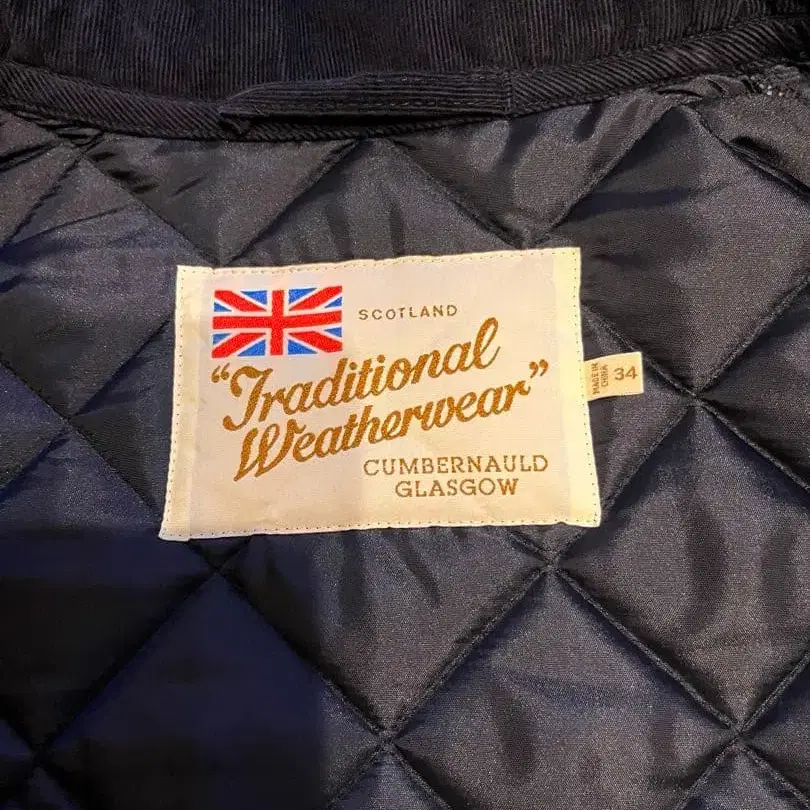 SCOTLAND
"Traditional
Weatherwear"
CUMBERNAULD
GLASGOW
MADE IN
CHINA
34